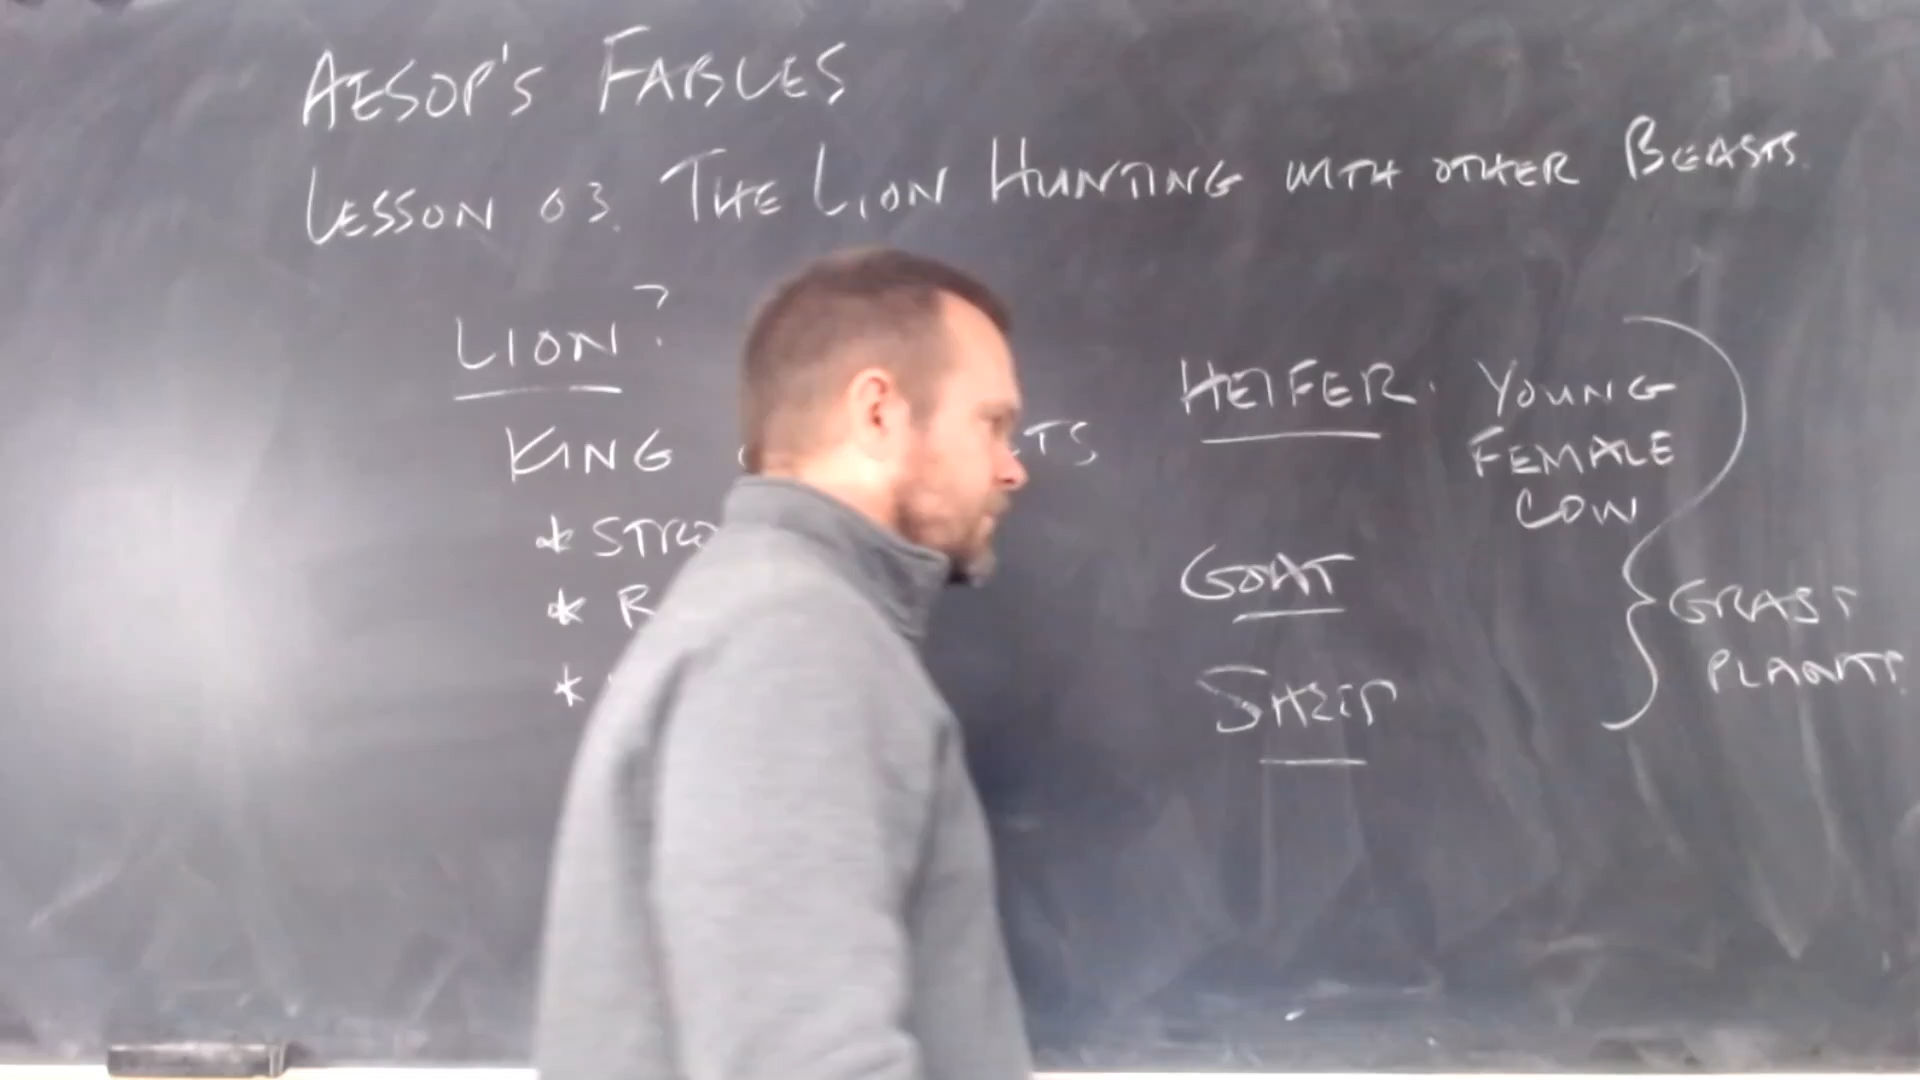 AESOP'S FABLES
LESSON 03. THE LION HUNTING WITH OTHER BEASTS.
LION?
KING
*
* R
*
HEIFER. YOUNG
FEMALE
COW
GOAT
SHEEP
GRASS
PLANTS